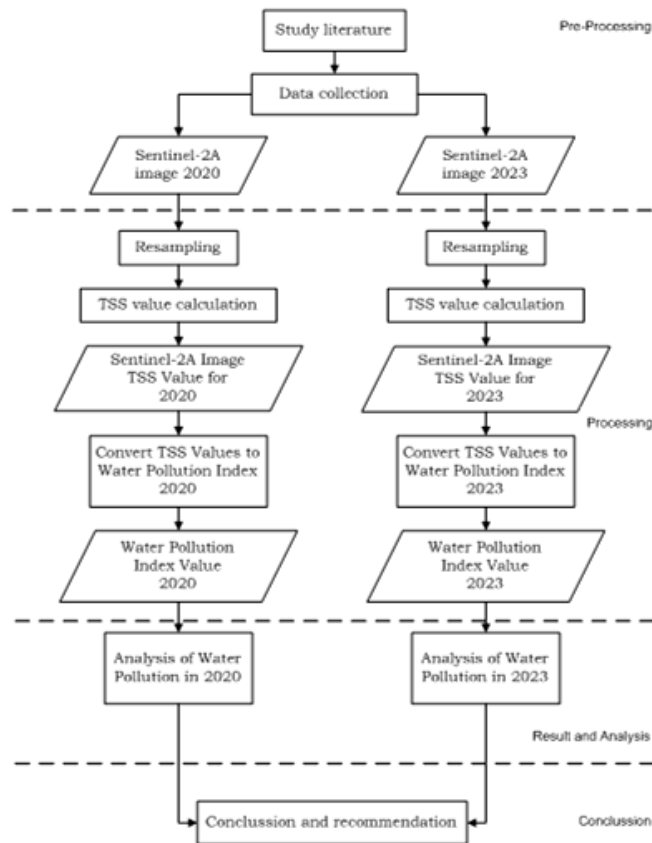 Study literature
Pre-Processing
Data collection
Sentinel-2A
image 2020
Sentinel-2A
image 2023
Resampling
Resampling
TSS value calculation
TSS value calculation
Sentinel-2A Image
TSS Value for
2020
Sentinel-2A Image
TSS Value for
2023
Processing
Convert TSS Values to
Water Pollution Index
2020
Convert TSS Values to
Water Pollution Index
2023
Water Pollution
Index Value
2020
Water Pollution
Index Value
2023
Analysis of Water
Pollution in 2020
Analysis of Water
Pollution in 2023
Result and Analysis
Conclussion and recommendation
Conclussion